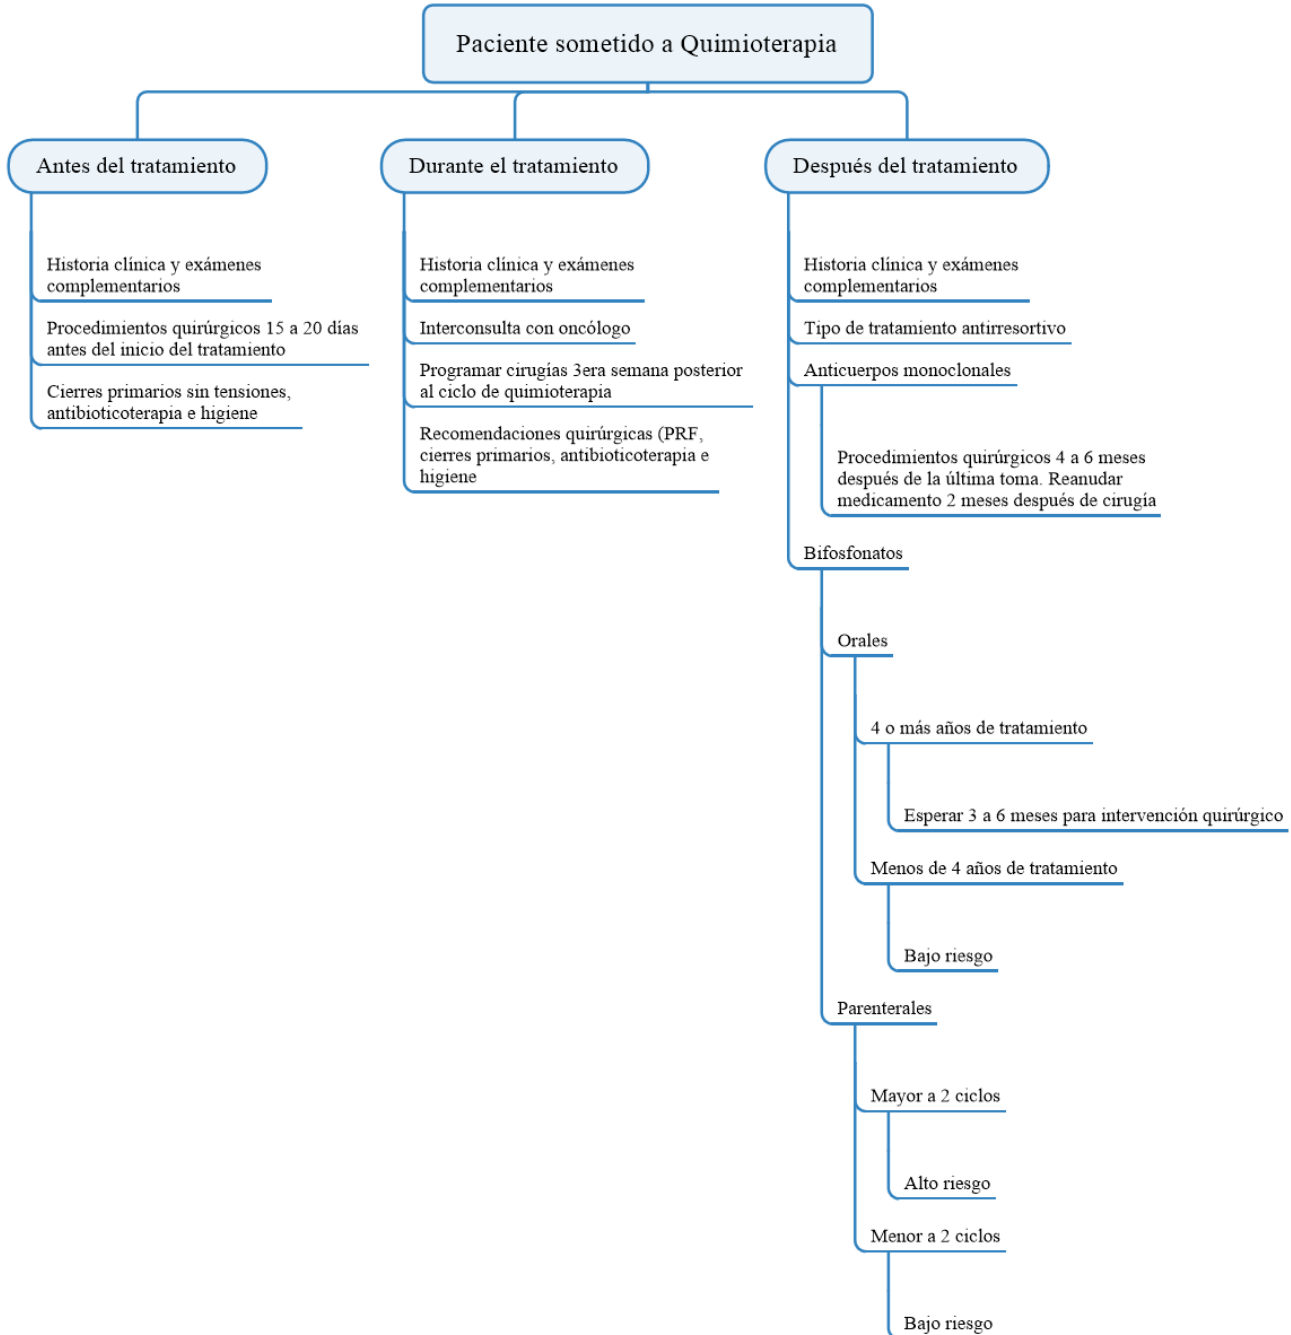 Paciente sometido a Quimioterapia
Antes del tratamiento
Historia clínica y exámenes
complementarios
Procedimientos quirúrgicos 15 a 20 días
antes del inicio del tratamiento
Cierres primarios sin tensiones,
antibioticoterapia e higiene
Durante el tratamiento
Historia clínica y exámenes
complementarios
Interconsulta con oncólogo
Programar cirugías 3era semana posterior
al ciclo de quimioterapia
Recomendaciones quirúrgicas (PRF,
cierres primarios, antibioticoterapia e
higiene
Después del tratamiento
Historia clínica y exámenes
complementarios
Tipo de tratamiento antirresortivo
Anticuerpos monoclonales
Procedimientos quirúrgicos 4 a 6 meses
después de la última toma. Reanudar
medicamento 2 meses después de cirugía
Bifosfonatos
Orales
4 o más años de tratamiento
Esperar 3 a 6 meses para intervención quirúrgico
Menos de 4 años de tratamiento
Bajo riesgo
Parenterales
Mayor a 2 ciclos
Alto riesgo
Menor a 2 ciclos
Bajo riesgo